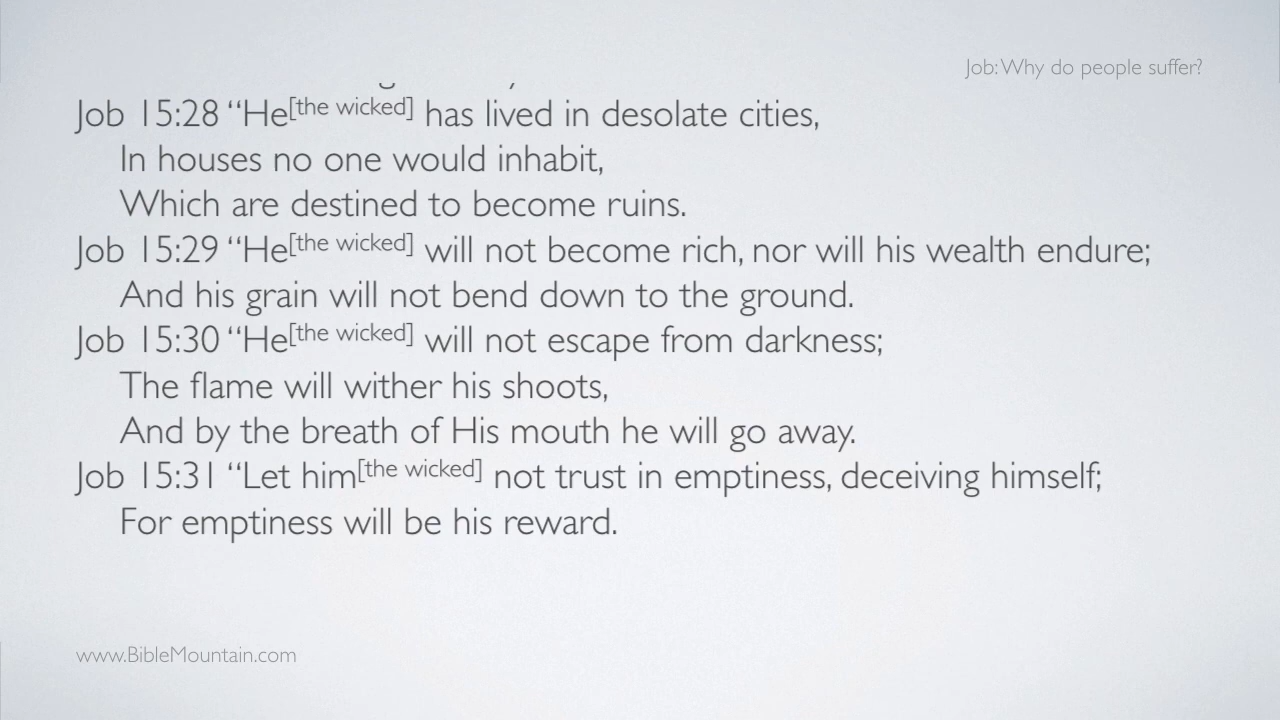 Job: Why do people suffer?
Job 15:28 “He[the wicked] has lived in desolate cities,
In houses no one would inhabit,
Which are destined to become ruins.
Job 15:29 “He[the wicked] will not become rich, nor will his wealth endure;
And his grain will not bend down to the ground.
Job 15:30 “He[the wicked] will not escape from darkness;
The flame will wither his shoots,
And by the breath of His mouth he will go away.
Job 15:31 “Let him[the wicked] not trust in emptiness, deceiving himself;
For emptiness will be his reward.
www.BibleMountain.com